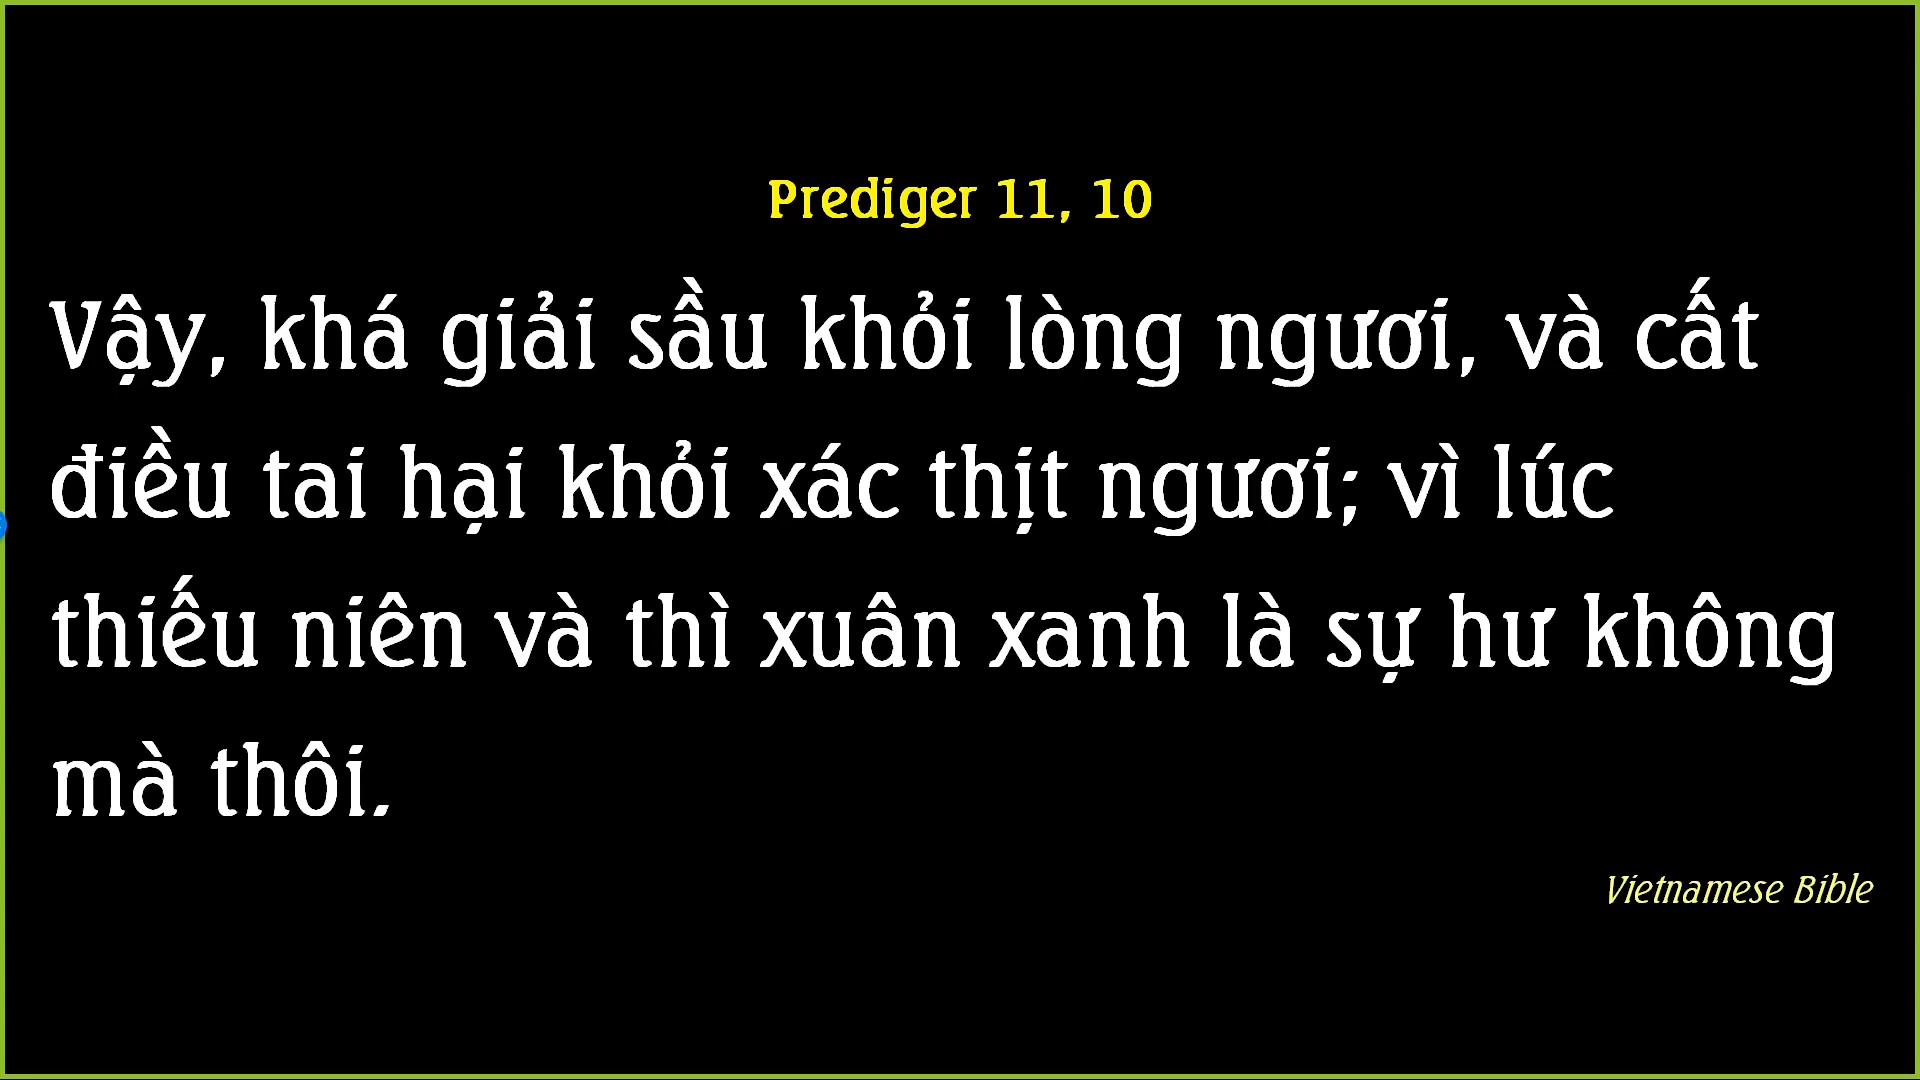 Prediger 11, 10
Vậy, khá giải sầu khỏi lòng ngươi, và cất
điều tai hại khỏi xác thịt ngươi; vì lúc
thiếu niên và thì xuân xanh là sự hư không
mà thôi.
Vietnamese Bible